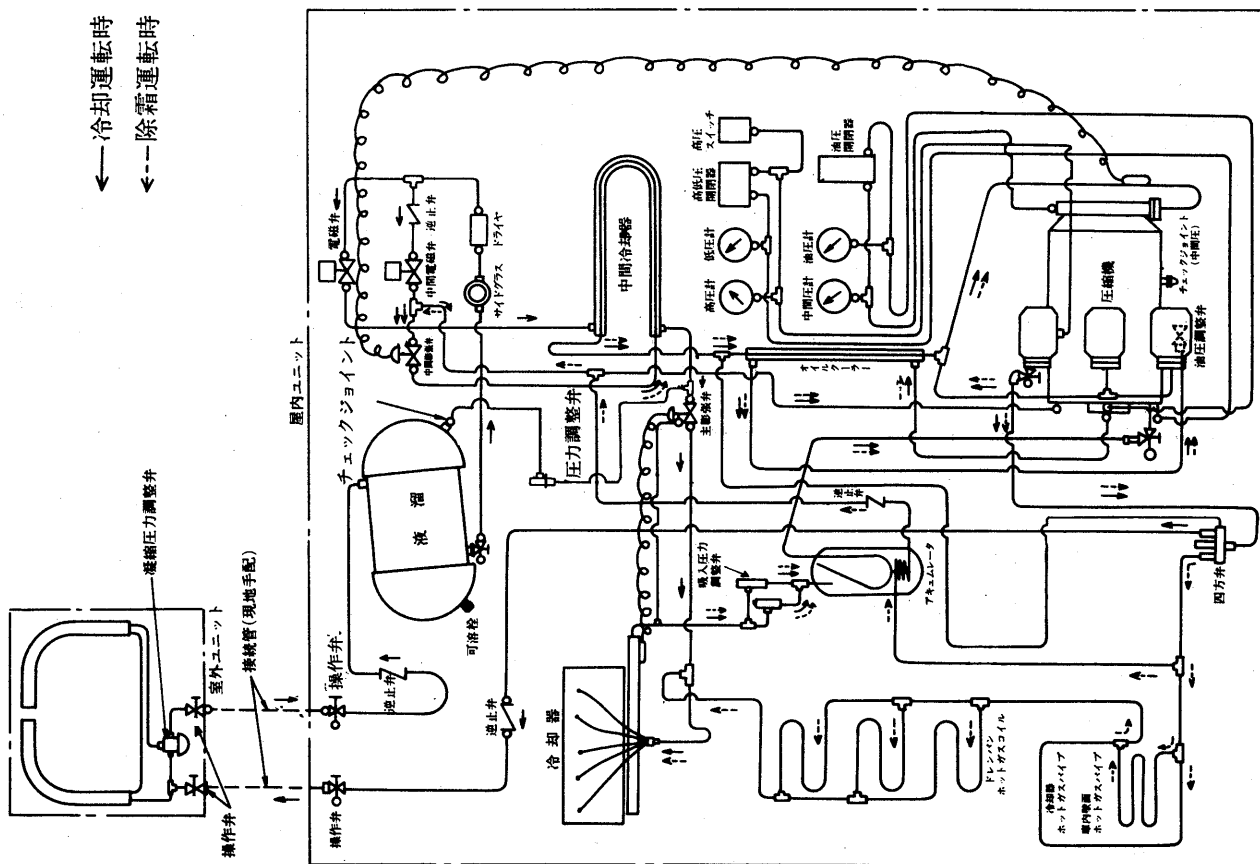 冷却運転時
除霜運転時
屋内ユニット
電磁弁
逆止弁
中間電磁弁
ドライヤ
サイドグラス
中間膨張弁
中間冷却器
高圧
スイッチ
高低圧
開閉器
油圧
開閉器
低圧計
油圧計
高圧計
中間圧計
チェックジョイント
(中間圧)
圧縮機
油圧調整弁
オイルクーラー
チェックジョイント
圧力調整弁
主膨張弁
液溜
可溶栓
凝縮圧力調整弁
室外ユニット
接続管(現地手配)
操作弁
操作弁
操作弁
逆止弁
逆止弁
逆止弁
吸入圧力
調整弁
アキュムレータ
四方弁
冷却器
ドレンパン
ホットガスコイル
冷却器
ホットガスパイプ
庫内吸面
ホットガスパイプ